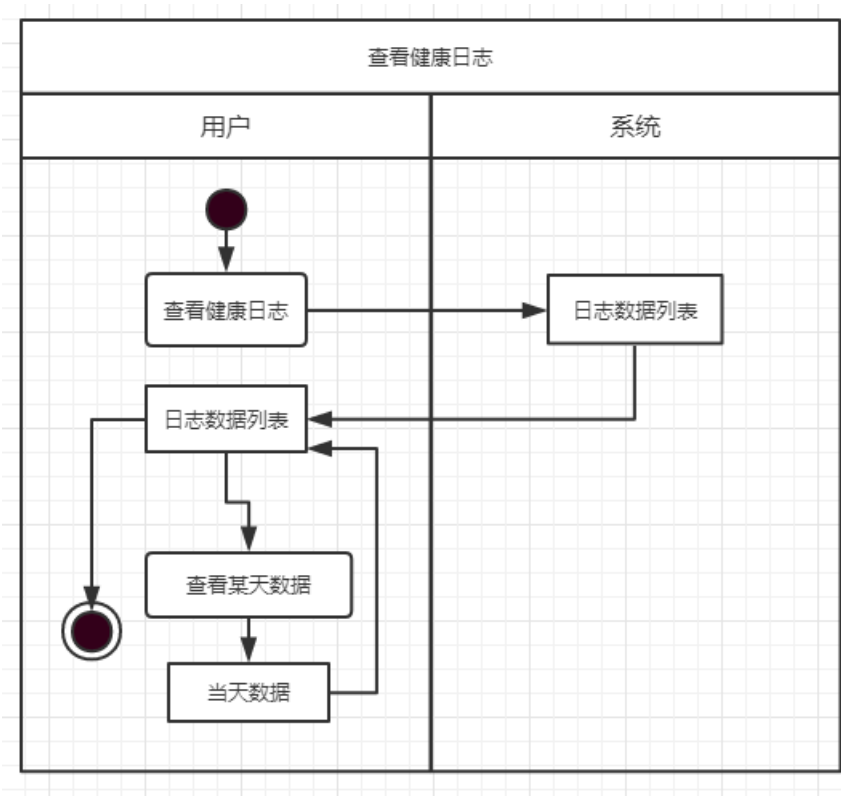 查看健康日志
用户
系统
查看健康日志
日志数据列表
日志数据列表
查看某天数据
当天数据